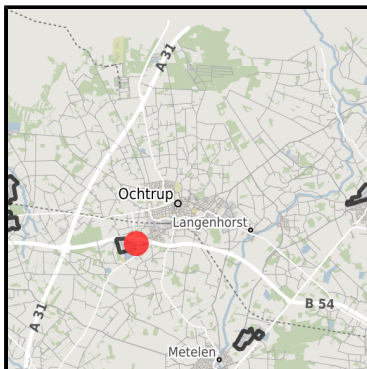 A 31
Ochtrup
Langenhorst
A 31
B 54
Metelen